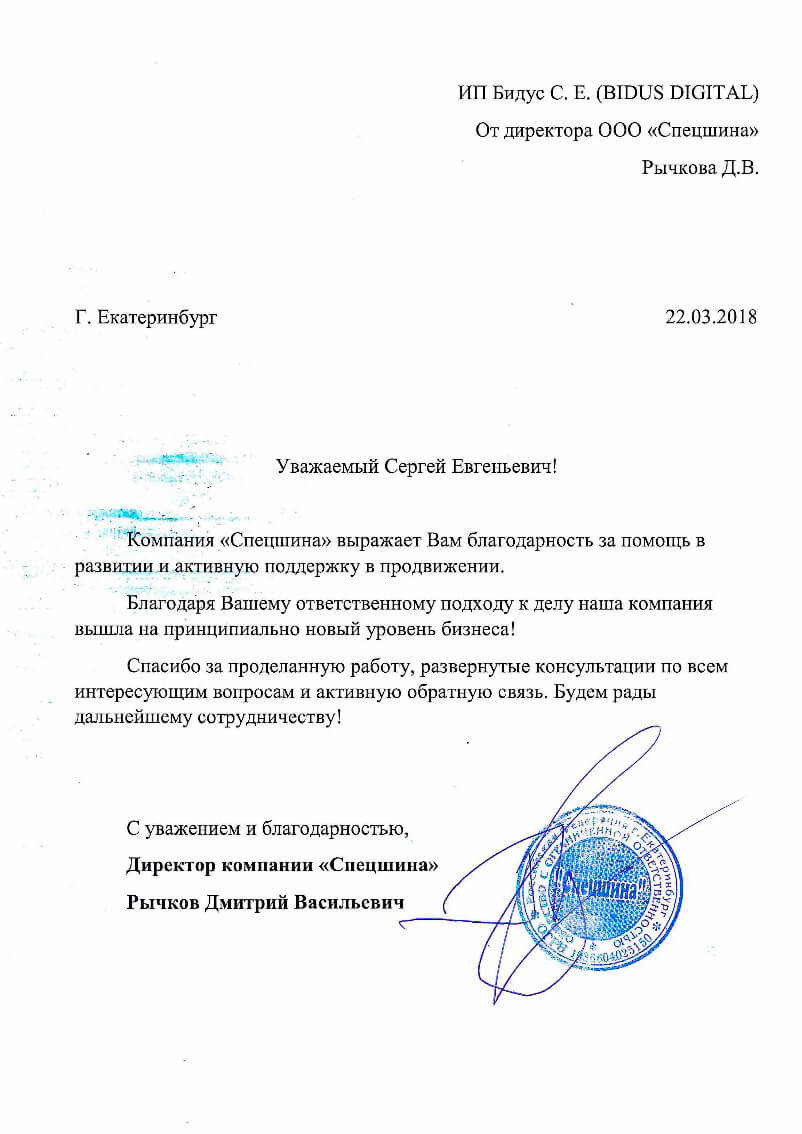 ИП Бидус С. Е. (BIDUS DIGITAL)
От директора ООО «Спецшина»
Рычкова Д.В.
Г. Екатеринбург 22.03.2018
Уважаемый Сергей Евгеньевич!
Компания «Спецшина» выражает Вам благодарность за помощь в
развитии и активную поддержку в продвижении.
Благодаря Вашему ответственному подходу к делу наша компания
вышла на принципиально новый уровень бизнеса!
Спасибо за проделанную работу, развернутые консультации по всем
интересующим вопросам и активную обратную связь. Будем рады
дальнейшему сотрудничеству!
С уважением и благодарностью,
Директор компании «Спецшина»
Рычков Дмитрий Васильевич
Российская Федерация г.Екатеринбург
ОБЩЕСТВО С ОГРАНИЧЕННОЙ ОТВЕТСТВЕННОСТЬЮ
"Спецшина"
ОГРН